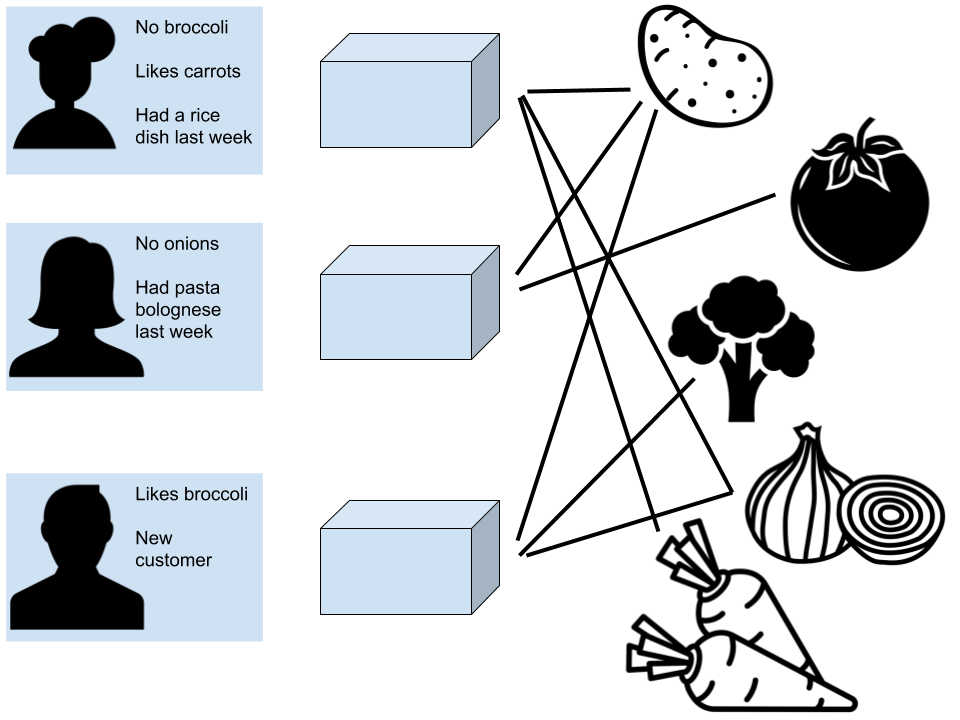 No broccoli
Likes carrots
Had a rice
dish last week
No onions
Had pasta
bolognese
last week
Likes broccoli
New
customer